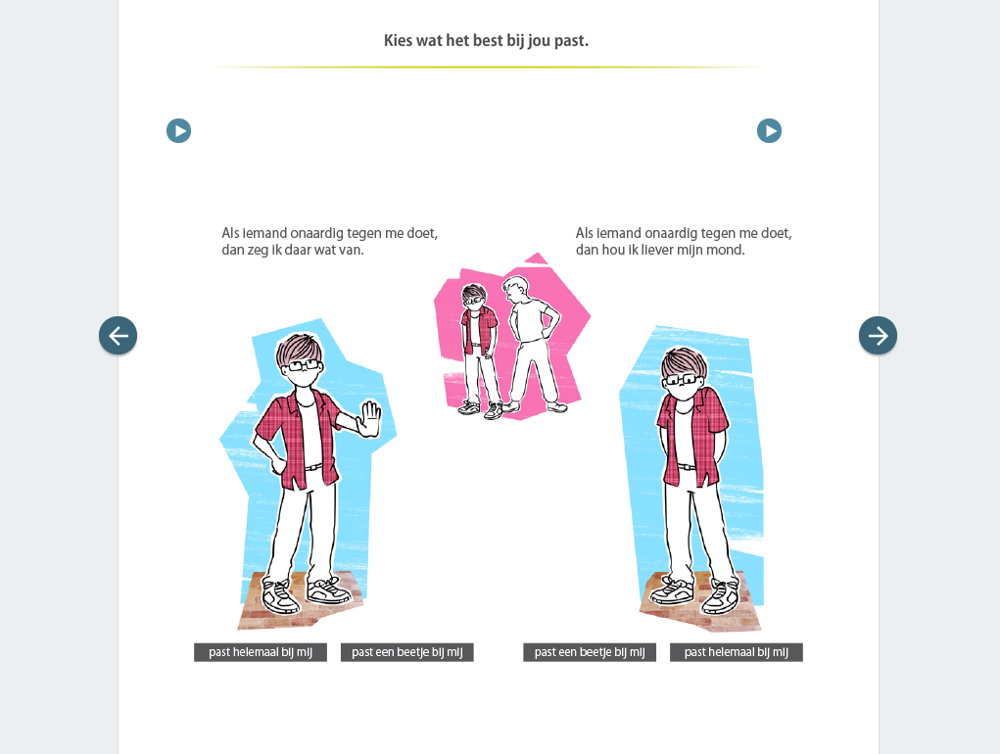 Kies wat het best bij jou past.
Als iemand onaardig tegen me doet,
dan zeg ik daar wat van.
Als iemand onaardig tegen me doet,
dan hou ik liever mijn mond.
past helemaal bij mij
past een beetje bij mij
past een beetje bij mij
past helemaal bij mij